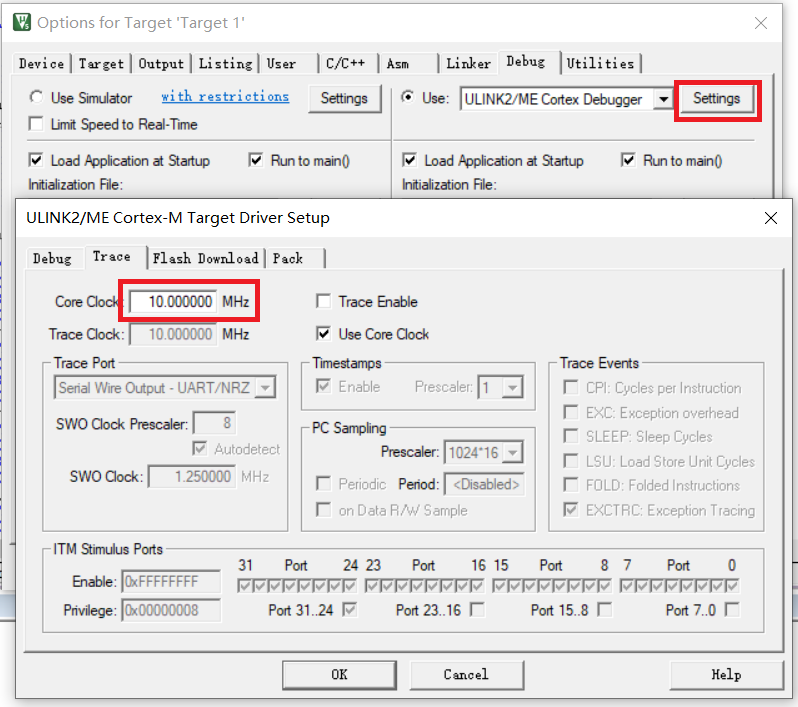 Options for Target 'Target 1'
Device Target Output Listing User C/C++ Asm Linker Debug Utilities
Use Simulator with restrictions Settings Use: ULINK2/ME Cortex Debugger Settings
Limit Speed to Real-Time
Load Application at Startup Run to main() Load Application at Startup Run to main()
Initialization File: Initialization File:
ULINK2/ME Cortex-M Target Driver Setup
Debug Trace Flash Download Pack
Core Clock: 10.000000 MHz Trace Enable
Trace Clock: 10.000000 MHz Use Core Clock
Trace Port Timestamps Trace Events
Serial Wire Output - UART/NRZ Enable Prescaler: 1 CPI: Cycles per Instruction
EXC: Exception overhead
SWO Clock Prescaler: 8 PC Sampling SLEEP: Sleep Cycles
Autodetect Prescaler: 1024*16 LSU: Load Store Unit Cycles
SWO Clock: 1.250000 MHz Periodic Period: <Disabled> FOLD: Folded Instructions
on Data R/W Sample EXCTRC: Exception Tracing
ITM Stimulus Ports
31 Port 24 23 Port 16 15 Port 8 7 Port 0
Enable: 0xFFFFFFFF
Privilege: 0x00000008 Port 31..24 Port 23..16 Port 15..8 Port 7..0
OK Cancel Help